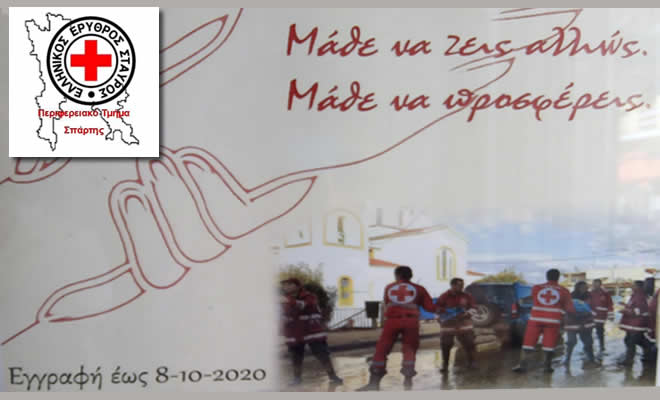 ΕΛΛΗΝΙΚΟΣ ΕΡΥΘΡΟΣ ΣΤΑΥΡΟΣ
Περιφερειακό Τμήμα
Σπάρτης
Μάθε να ζεις αλλιώς.
Μάθε να προσφέρεις.
Εγγραφή έως 8-10-2020